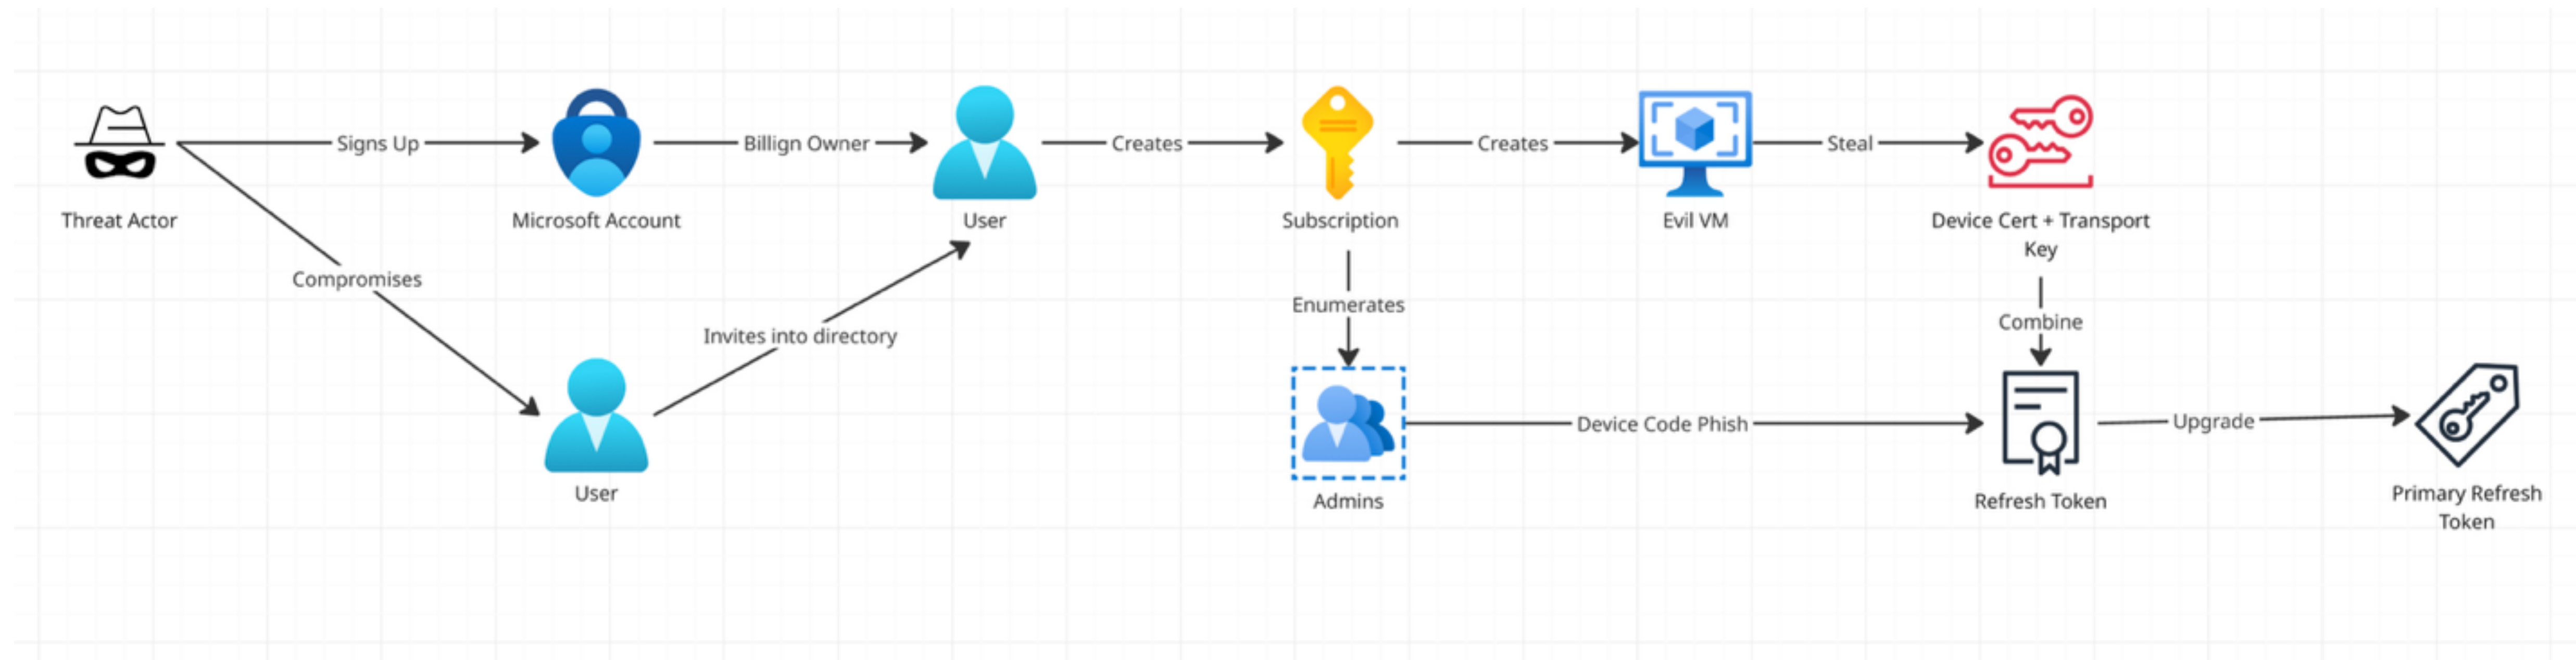 Signs Up
Billign Owner
Creates
Creates
Steal
Threat Actor
Microsoft Account
User
Subscription
Evil VM
Device Cert + Transport
Key
Compromises
Invites into directory
Enumerates
Combine
Device Code Phish
Upgrade
User
Admins
Refresh Token
Primary Refresh
Token